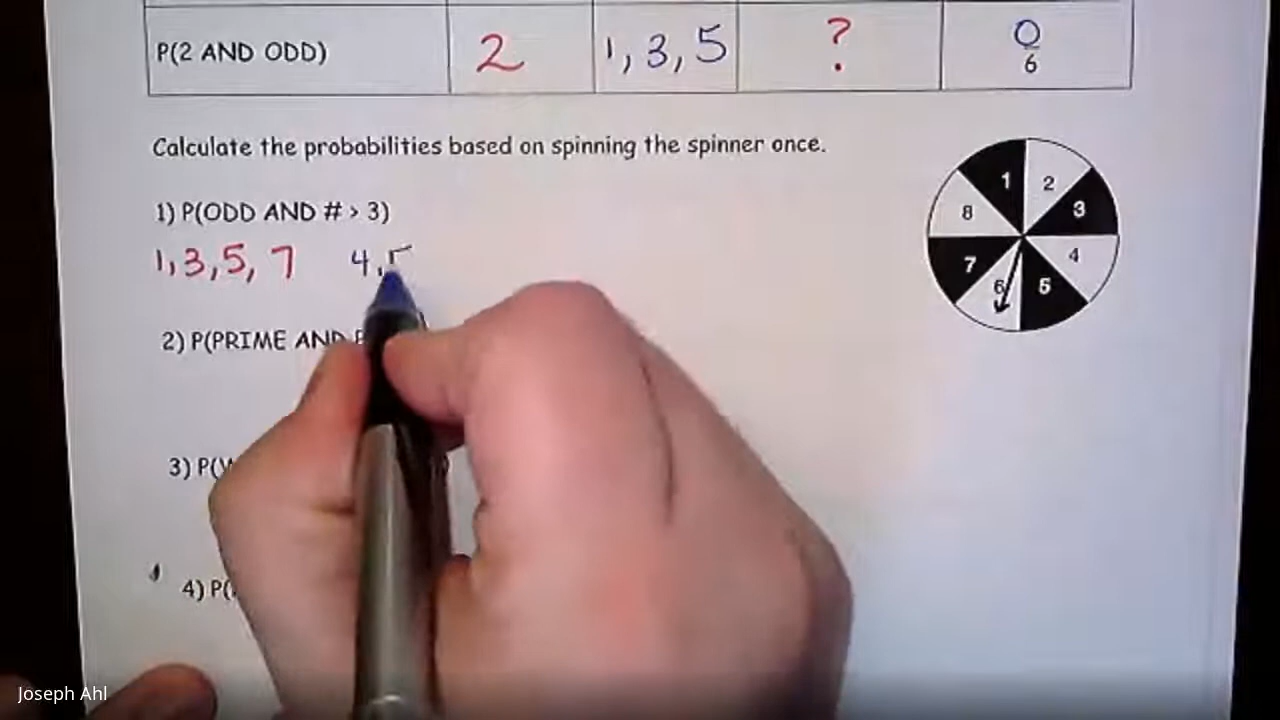 P(2 AND ODD) 2 1, 3, 5 ? 0/6
Calculate the probabilities based on spinning the spinner once.
1) P(ODD AND # > 3)
1, 3, 5, 7 4,
2) P(PRIME AND
3) P(
4) P(
1
2
3
4
5
6
7
8
Joseph Ahl